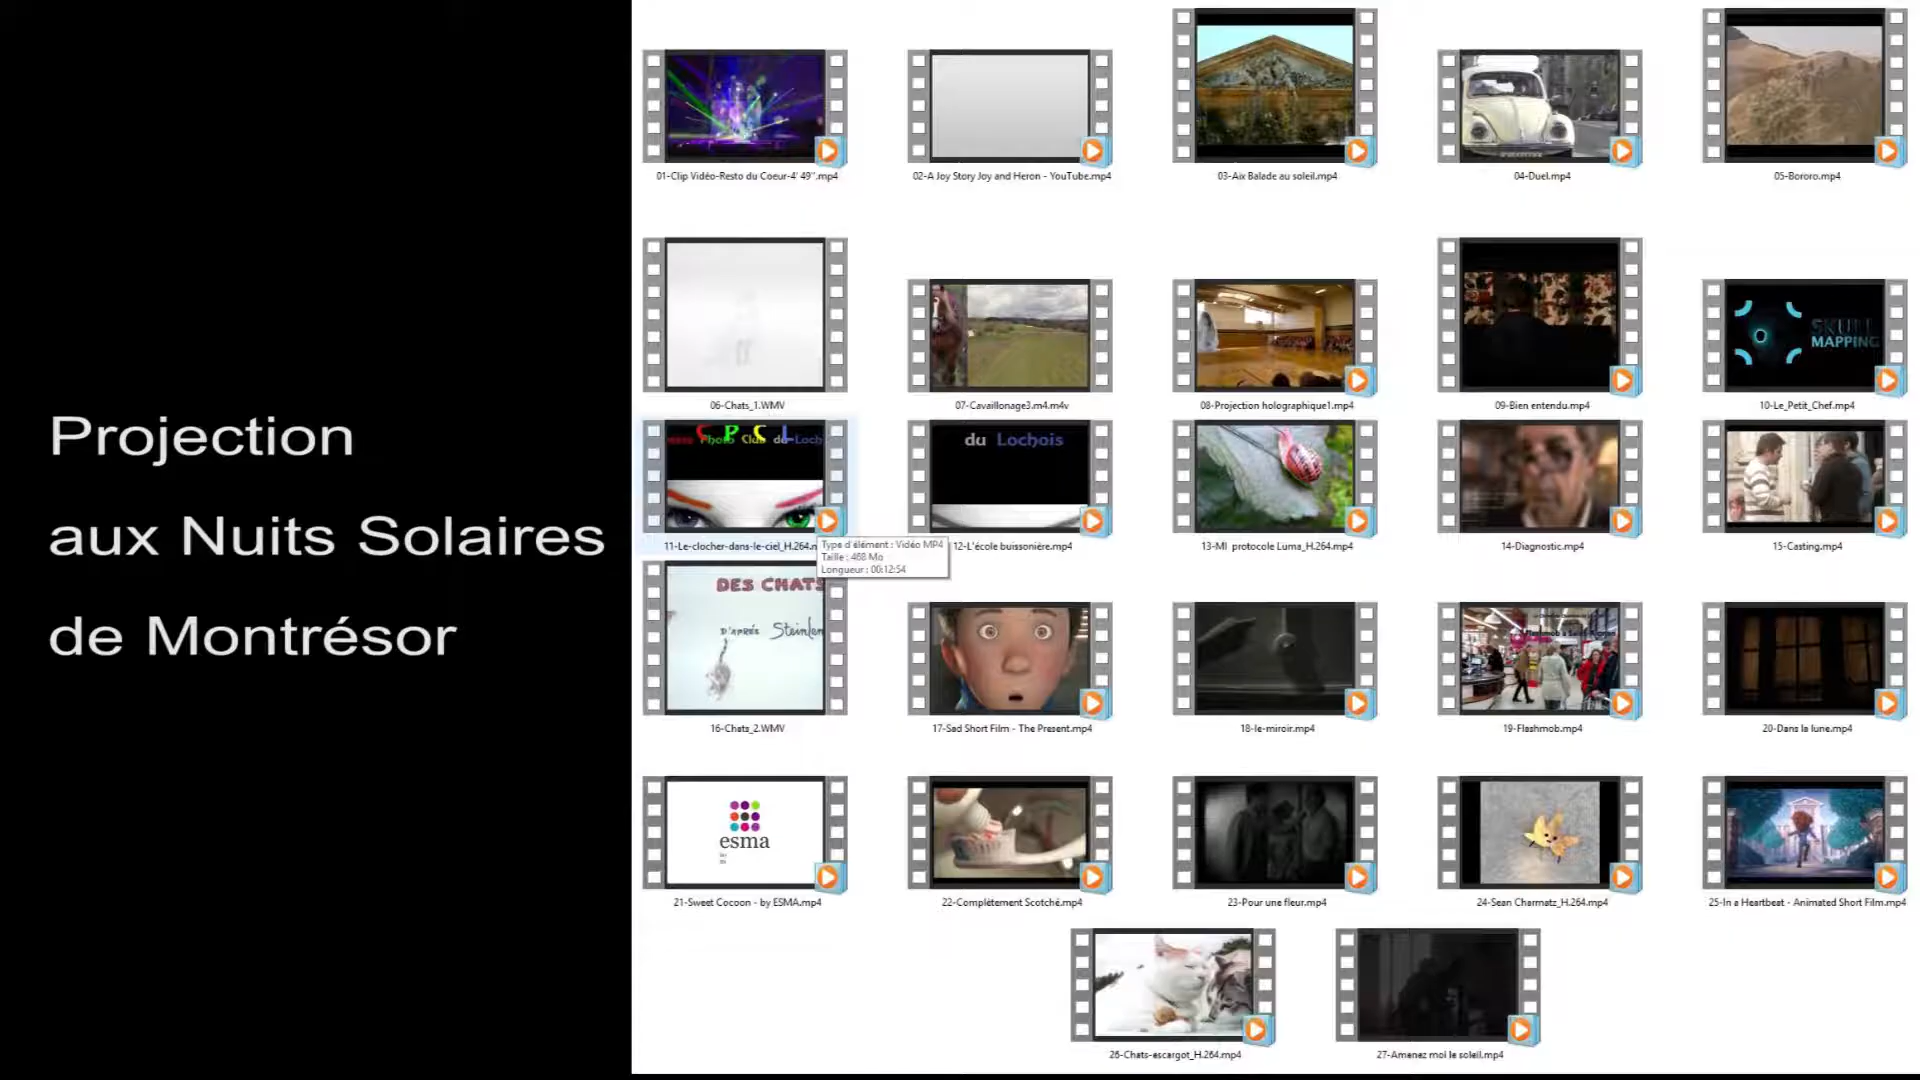 Projection
aux Nuits Solaires
de Montrésor
01-Clip Vidéo-Resto du Coeur-4' 49''.mp4
02-A Joy Story Joy and Heron - YouTube.mp4
03-Aix Balade au soleil.mp4
04-Duel.mp4
05-Bororo.mp4
06-Chats_1.WMV
07-Cavaillonage3.m4.m4v
08-Projection holographique1.mp4
09-Bien entendu.mp4
SKULL
MAPPING
10-Le_Petit_Chef.mp4
Photo Club du Loch
11-Le-clocher-dans-le-ciel_H.264.m
Type d'élément : Vidéo MP4
Taille : 468 Mo
Longueur : 00:12:54
du Lochois
12-L'école buissonière.mp4
13-MI protocole Luma_H.264.mp4
14-Diagnostic.mp4
15-Casting.mp4
DES CHATS
D'APRÉS Steinlen
16-Chats_2.WMV
17-Sad Short Film - The Present.mp4
18-le-miroir.mp4
19-Flashmob.mp4
20-Dans la lune.mp4
esma
21-Sweet Cocoon - by ESMA.mp4
22-Complétement Scotché.mp4
23-Pour une fleur.mp4
24-Sean Charmatz_H.264.mp4
25-In a Heartbeat - Animated Short Film.mp4
26-Chats-escargot_H.264.mp4
27-Amenez moi le soleil.mp4